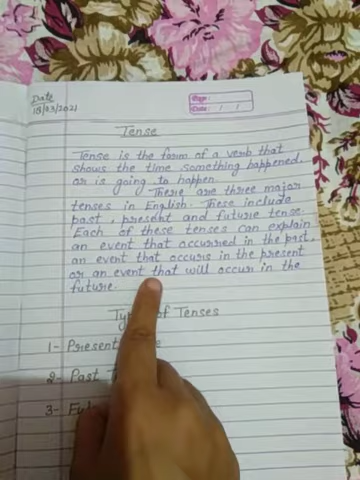 Date
18/03/2021
Page:
Date: / /
Tense
Tense is the form of a verb that
shows the time something happened
or is going to happen.
There are three major
tenses in English. These include
past, present and future tense.
Each of these tenses can explain
an event that occurred in the past,
an event that occurs in the present
or an event that will occur in the
future.
of Tenses
1- Present
2- Past
3-